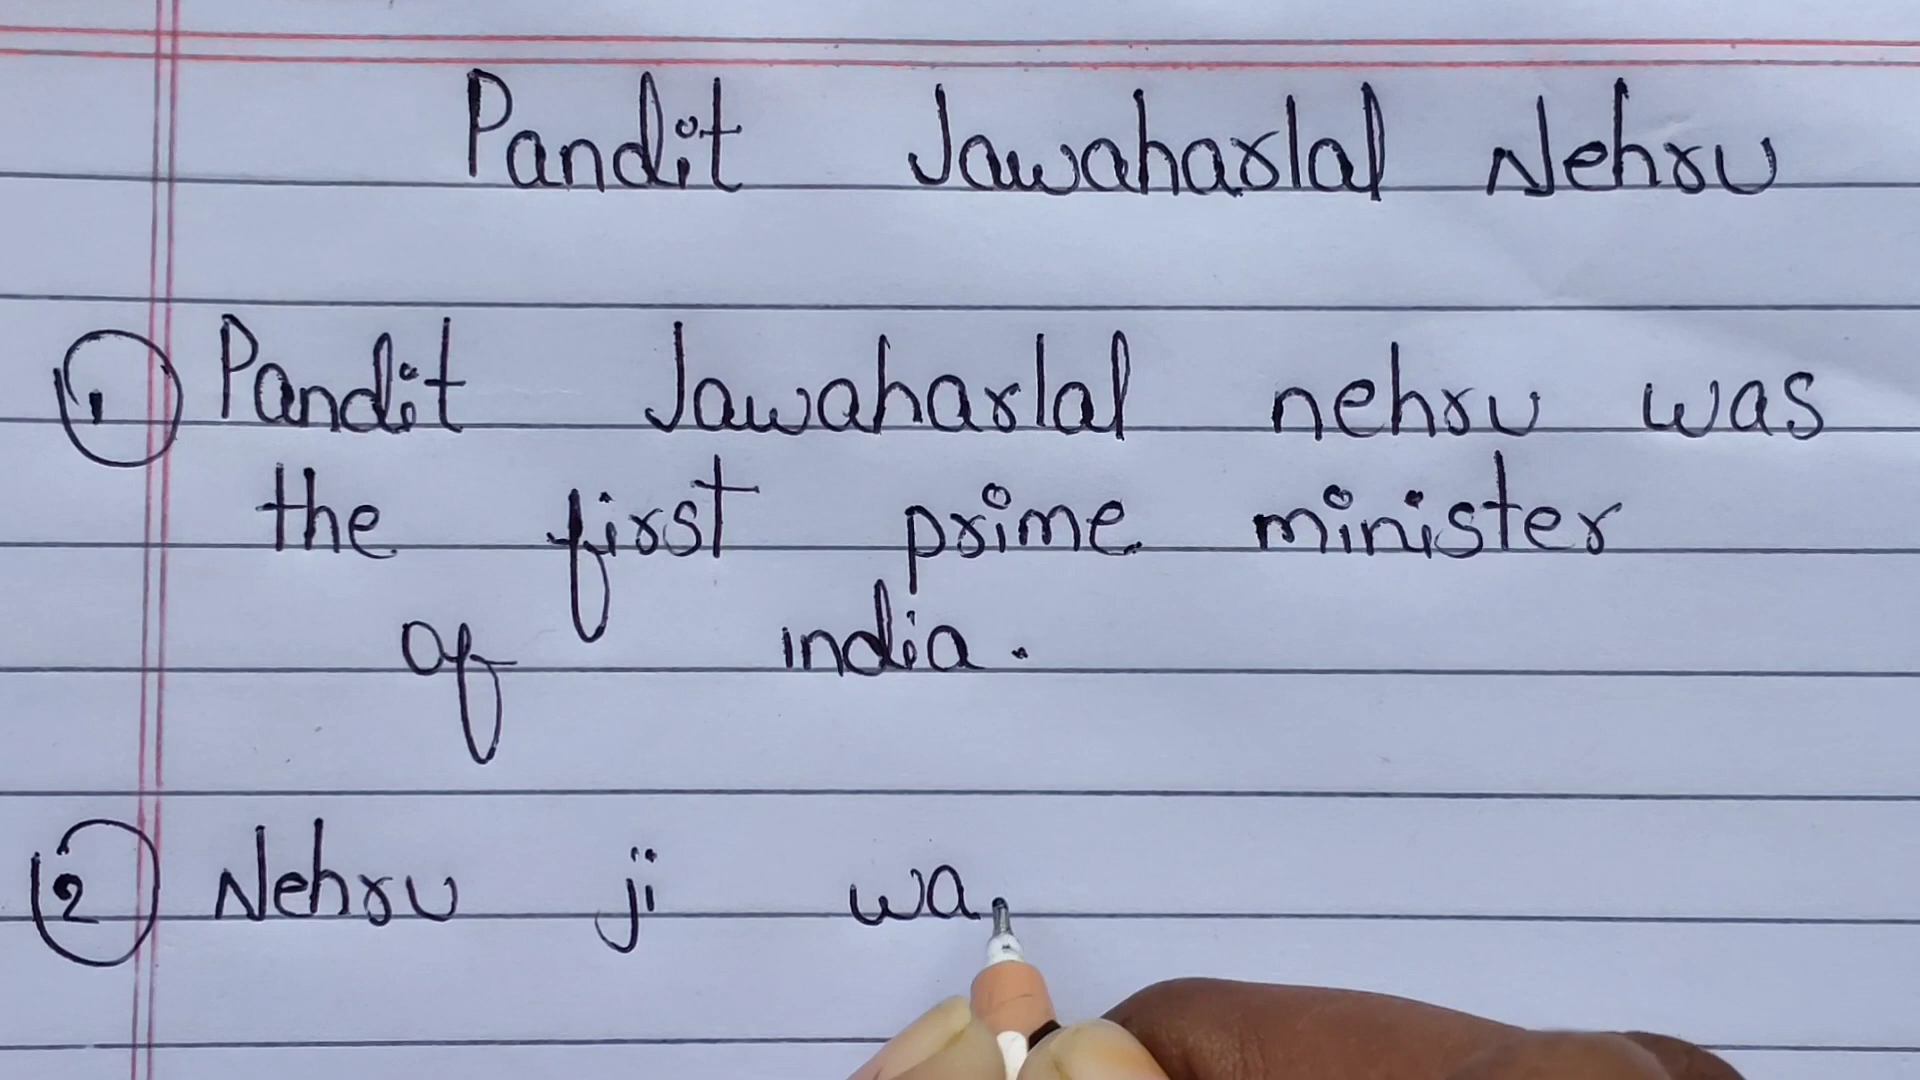 Pandit Jawaharlal Nehru
1 Pandit Jawaharlal nehru was
the first prime minister
of india.
2 Nehru ji wa